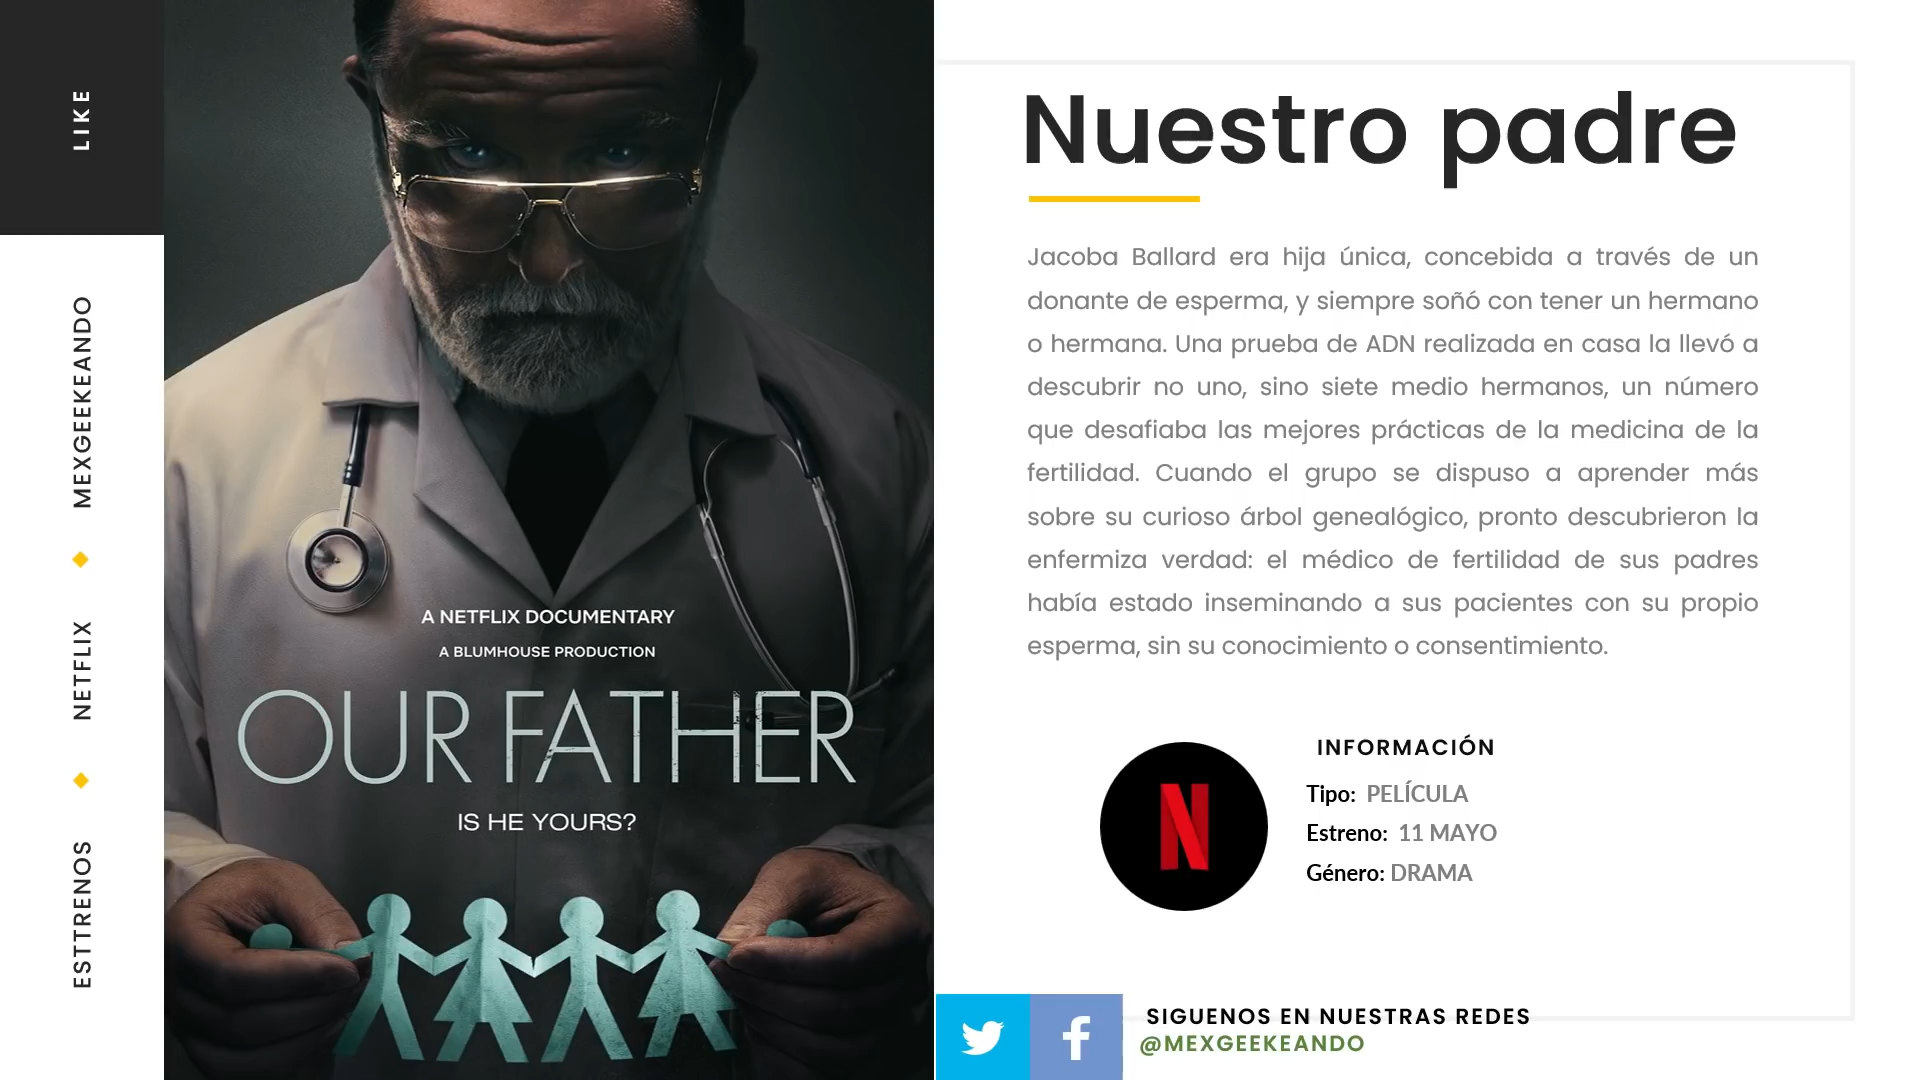 LIKE
MEXGEEKEANDO
NETFLIX
ESTTRENOS
A NETFLIX DOCUMENTARY
A BLUMHOUSE PRODUCTION
OUR FATHER
IS HE YOURS?
Nuestro padre
Jacoba Ballard era hija única, concebida a través de un
donante de esperma, y siempre soñó con tener un hermano
o hermana. Una prueba de ADN realizada en casa la llevó a
descubrir no uno, sino siete medio hermanos, un número
que desafiaba las mejores prácticas de la medicina de la
fertilidad. Cuando el grupo se dispuso a aprender más
sobre su curioso árbol genealógico, pronto descubrieron la
enfermiza verdad: el médico de fertilidad de sus padres
había estado inseminando a sus pacientes con su propio
esperma, sin su conocimiento o consentimiento.
INFORMACIÓN
Tipo: PELÍCULA
Estreno: 11 MAYO
Género: DRAMA
N
SIGUENOS EN NUESTRAS REDES
@MEXGEEKEANDO